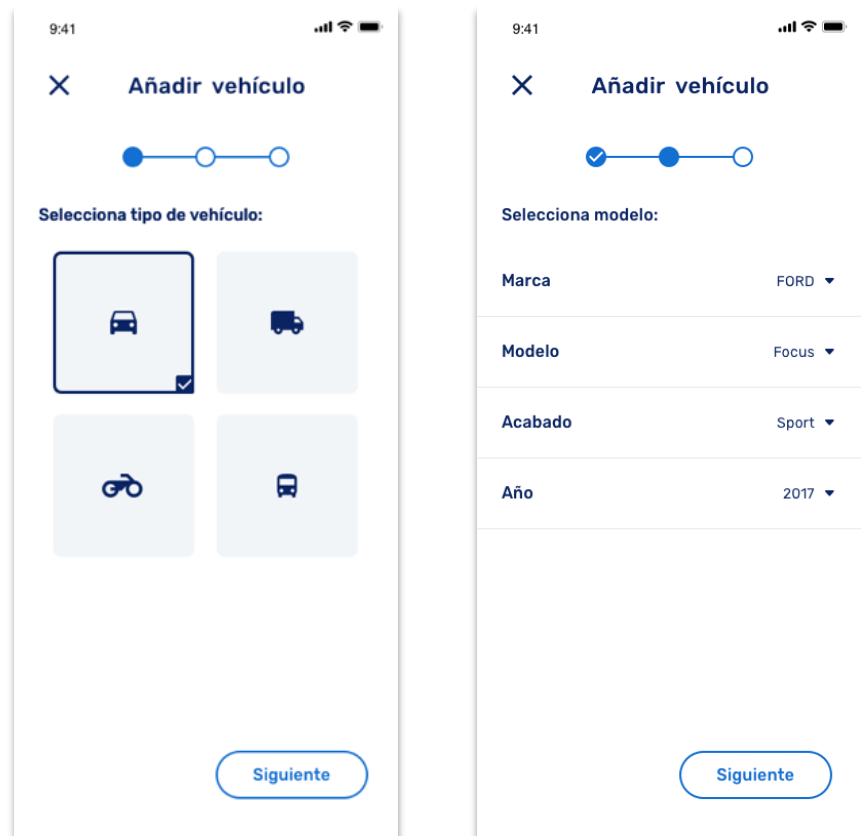 9:41
Añadir vehículo
Selecciona tipo de vehículo:
Siguiente
9:41
Añadir vehículo
Selecciona modelo:
Marca FORD
Modelo Focus
Acabado Sport
Año 2017
Siguiente